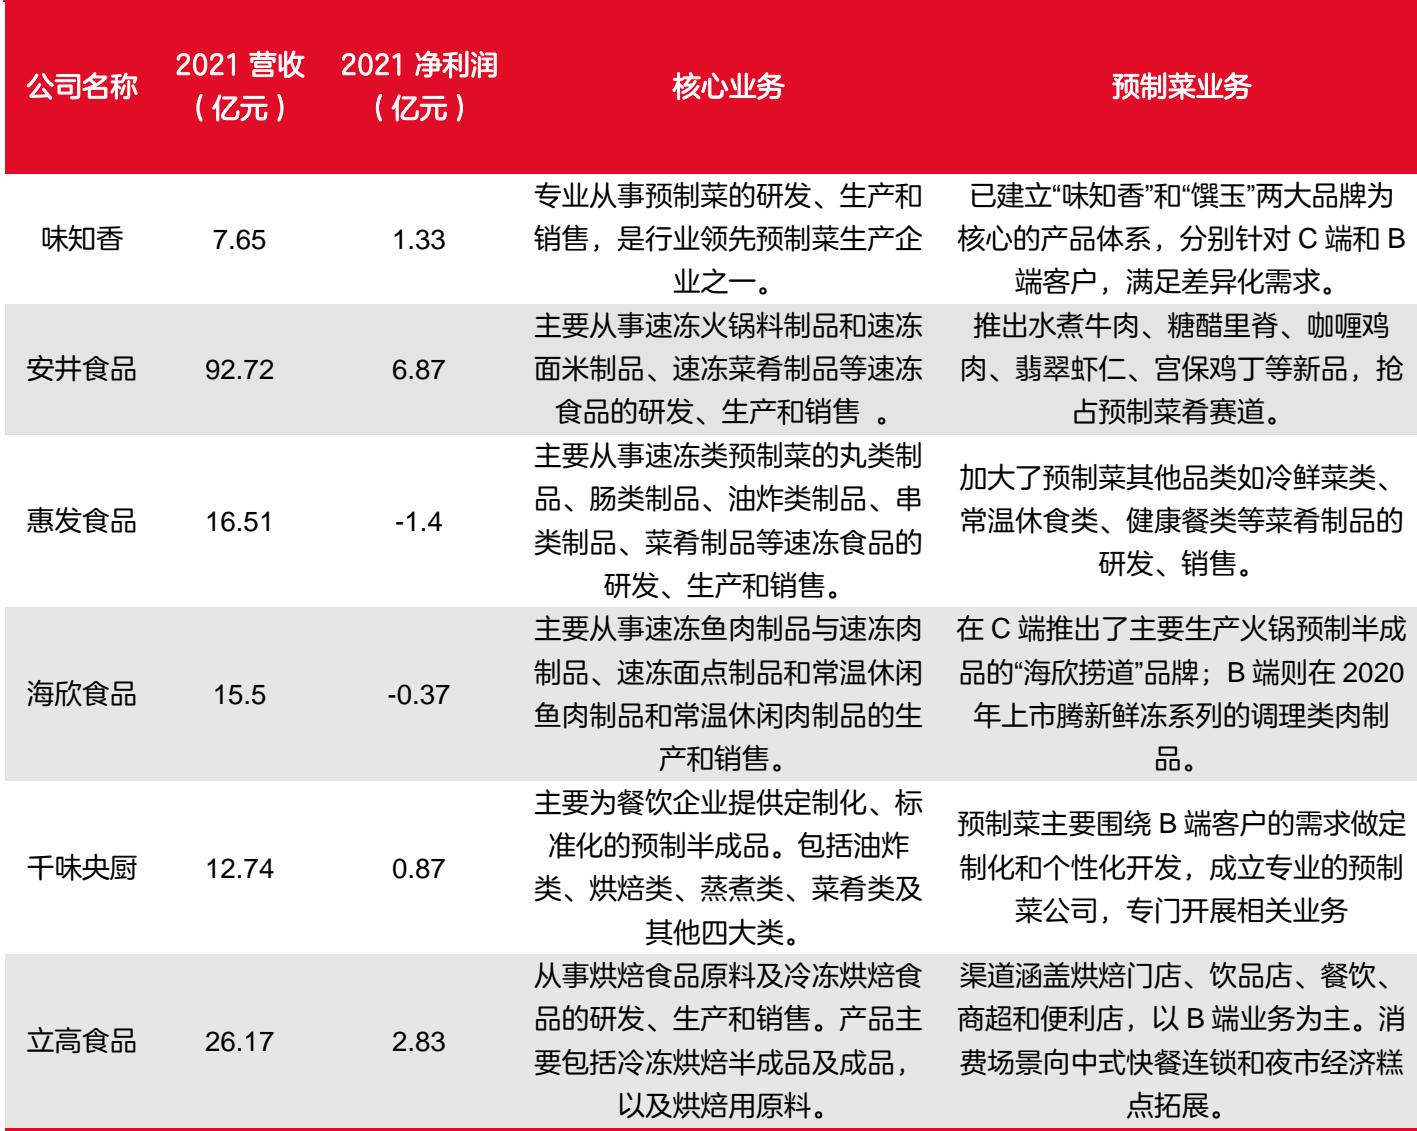 公司名称
2021 营收
（亿元）
2021 净利润
（亿元）
核心业务
预制菜业务
味知香
7.65
1.33
专业从事预制菜的研发、生产和
销售，是行业领先预制菜生产企
业之一。
已建立“味知香”和“馔玉”两大品牌为
核心的产品体系，分别针对 C 端和 B
端客户，满足差异化需求。
安井食品
92.72
6.87
主要从事速冻火锅料制品和速冻
面米制品、速冻菜肴制品等速冻
食品的研发、生产和销售 。
推出水煮牛肉、糖醋里脊、咖喱鸡
肉、翡翠虾仁、宫保鸡丁等新品，抢
占预制菜肴赛道。
惠发食品
16.51
-1.4
主要从事速冻类预制菜的丸类制
品、肠类制品、油炸类制品、串
类制品、菜肴制品等速冻食品的
研发、生产和销售。
加大了预制菜其他品类如冷鲜菜类、
常温休食类、健康餐类等菜肴制品的
研发、销售。
海欣食品
15.5
-0.37
主要从事速冻鱼肉制品与速冻肉
制品、速冻面点制品和常温休闲
鱼肉制品和常温休闲肉制品的生
产和销售。
在 C 端推出了主要生产火锅预制半成
品的“海欣捞道”品牌；B 端则在 2020
年上市腾新鲜冻系列的调理类肉制
品。
千味央厨
12.74
0.87
主要为餐饮企业提供定制化、标
准化的预制半成品。包括油炸
类、烘焙类、蒸煮类、菜肴类及
其他四大类。
预制菜主要围绕 B 端客户的需求做定
制化和个性化开发，成立专业的预制
菜公司，专门开展相关业务
立高食品
26.17
2.83
从事烘焙食品原料及冷冻烘焙食
品的研发、生产和销售。产品主
要包括冷冻烘焙半成品及成品，
以及烘焙用原料。
渠道涵盖烘焙门店、饮品店、餐饮、
商超和便利店，以 B 端业务为主。消
费场景向中式快餐连锁和夜市经济糕
点拓展。